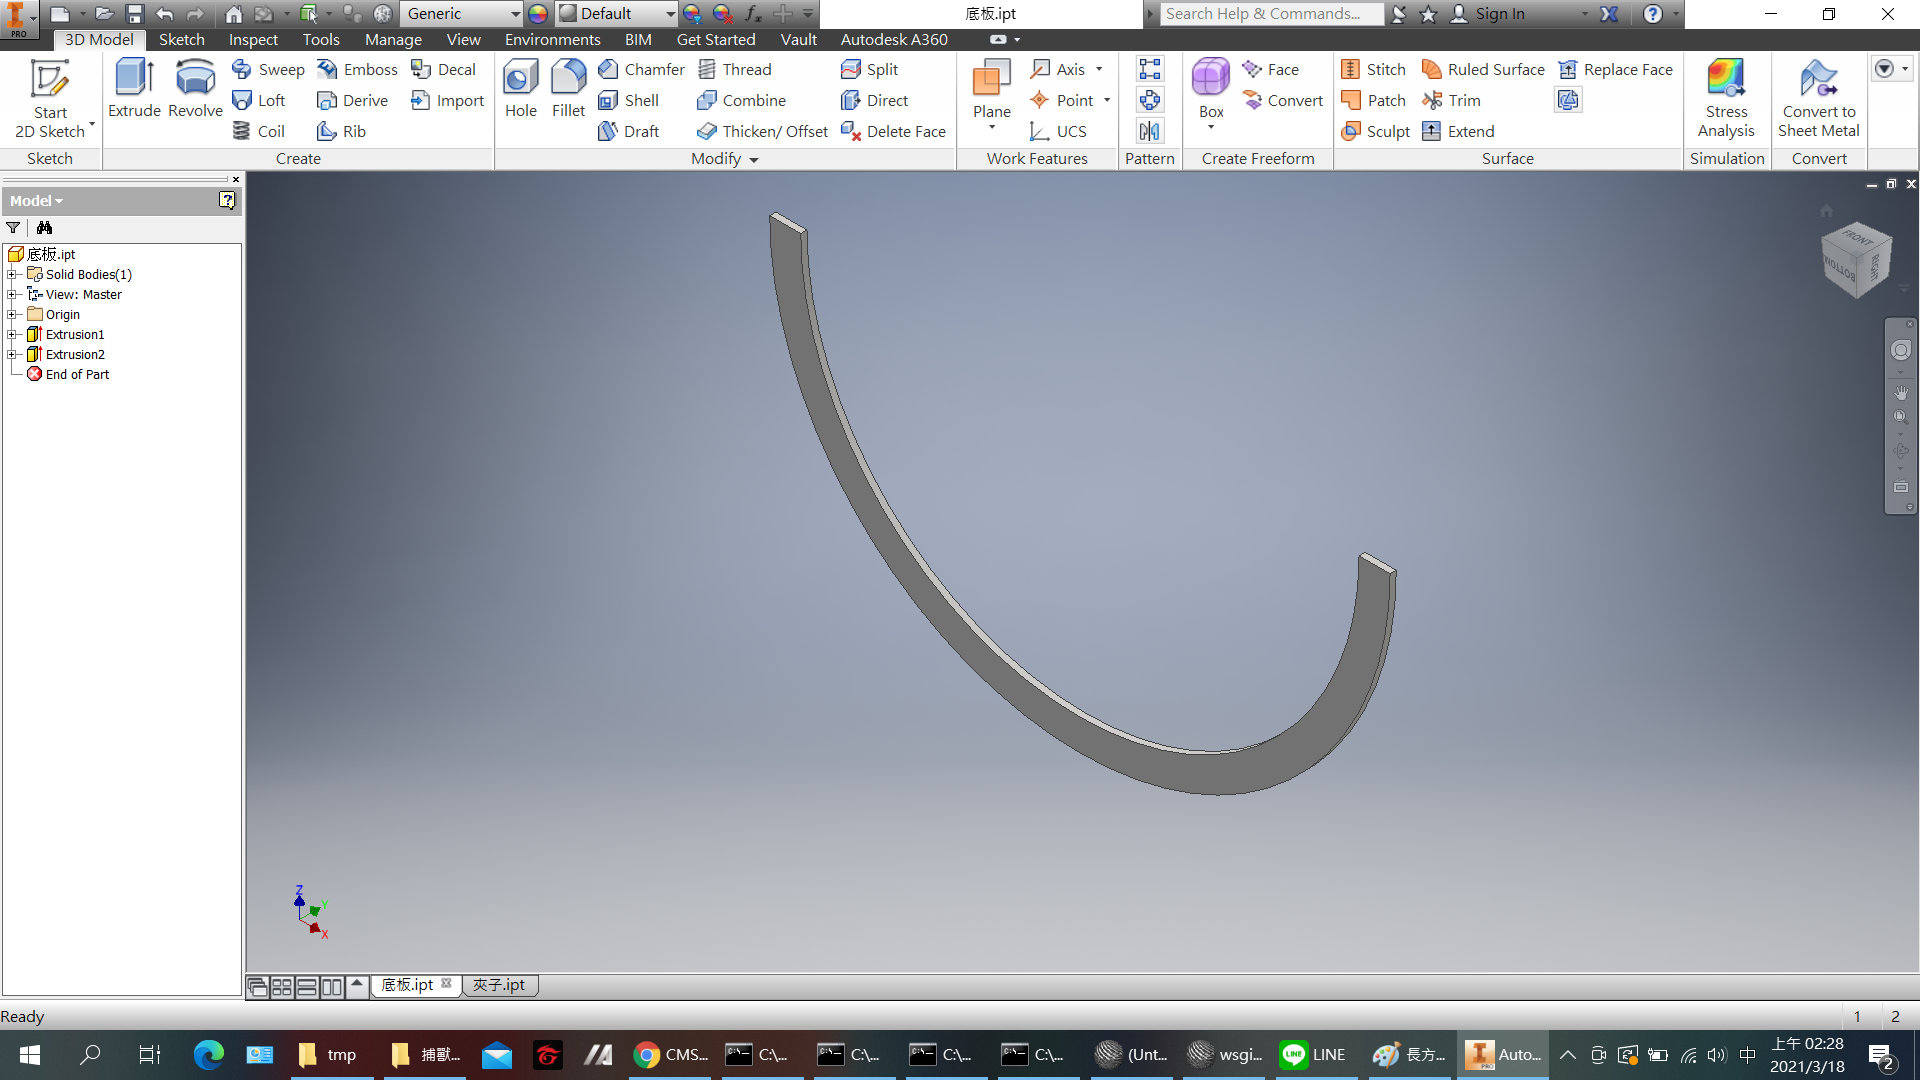 PRO
Generic
Default
底板.ipt
Search Help & Commands...
Sign In
3D Model Sketch Inspect Tools Manage View Environments BIM Get Started Vault Autodesk A360
Start
2D Sketch
Extrude
Revolve
Sweep
Loft
Coil
Emboss
Derive
Rib
Decal
Import
Hole
Fillet
Chamfer
Shell
Draft
Thread
Combine
Thicken/ Offset
Split
Direct
Delete Face
Plane
Axis
Point
UCS
Box
Face
Convert
Stitch
Patch
Sculpt
Ruled Surface
Trim
Extend
Replace Face
Stress
Analysis
Convert to
Sheet Metal
Sketch
Create
Modify
Work Features
Pattern
Create Freeform
Surface
Simulation
Convert
Model
底板.ipt
Solid Bodies(1)
View: Master
Origin
Extrusion1
Extrusion2
End of Part
FRONT
RIGHT
BOTTOM
Z
Y
X
底板.ipt
夾子.ipt
Ready
1 2
tmp
捕獸...
CMS...
C:\...
C:\...
C:\...
C:\...
(Unt...
wsgi...
LINE
LINE
長方...
PRO
Auto...
中
上午 02:28
2021/3/18
2